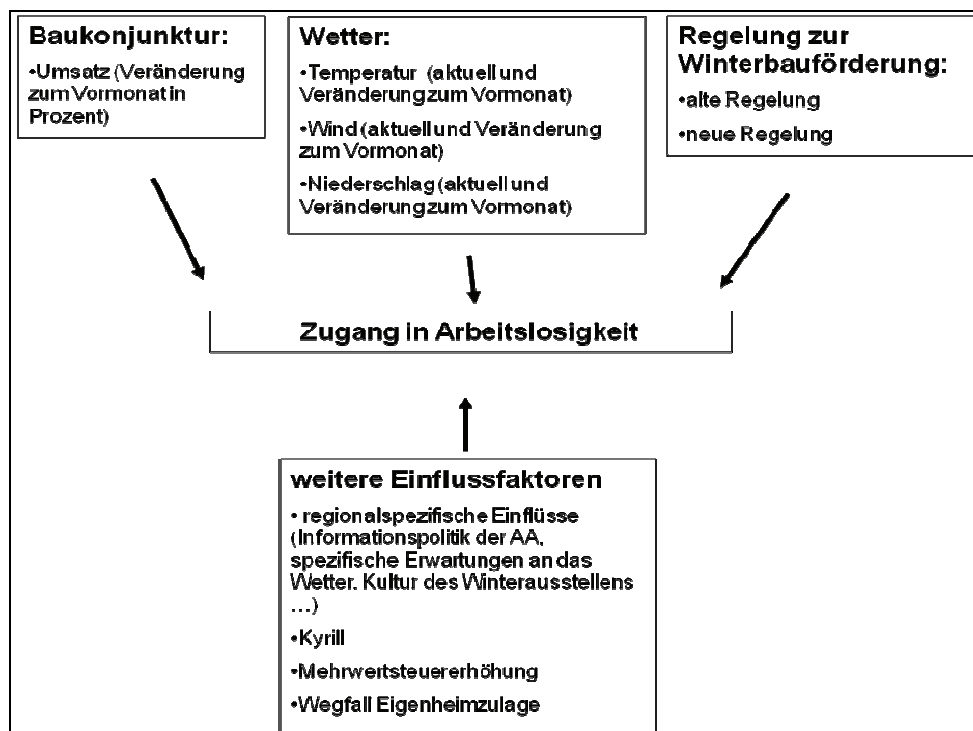 Baukonjunktur:
•Umsatz (Veränderung
zum Vormonat in
Prozent)
Wetter:
•Temperatur (aktuell und
Veränderung zum Vormonat)
•Wind (aktuell und Veränderung
zum Vormonat)
•Niederschlag (aktuell und
Veränderung zum Vormonat)
Regelung zur
Winterbauförderung:
•alte Regelung
•neue Regelung
Zugang in Arbeitslosigkeit
weitere Einflussfaktoren
• regionalspezifische Einflüsse
(Informationspolitik der AA,
spezifische Erwartungen an das
Wetter. Kultur des Winterausstellens
…)
•Kyrill
•Mehrwertsteuererhöhung
•Wegfall Eigenheimzulage